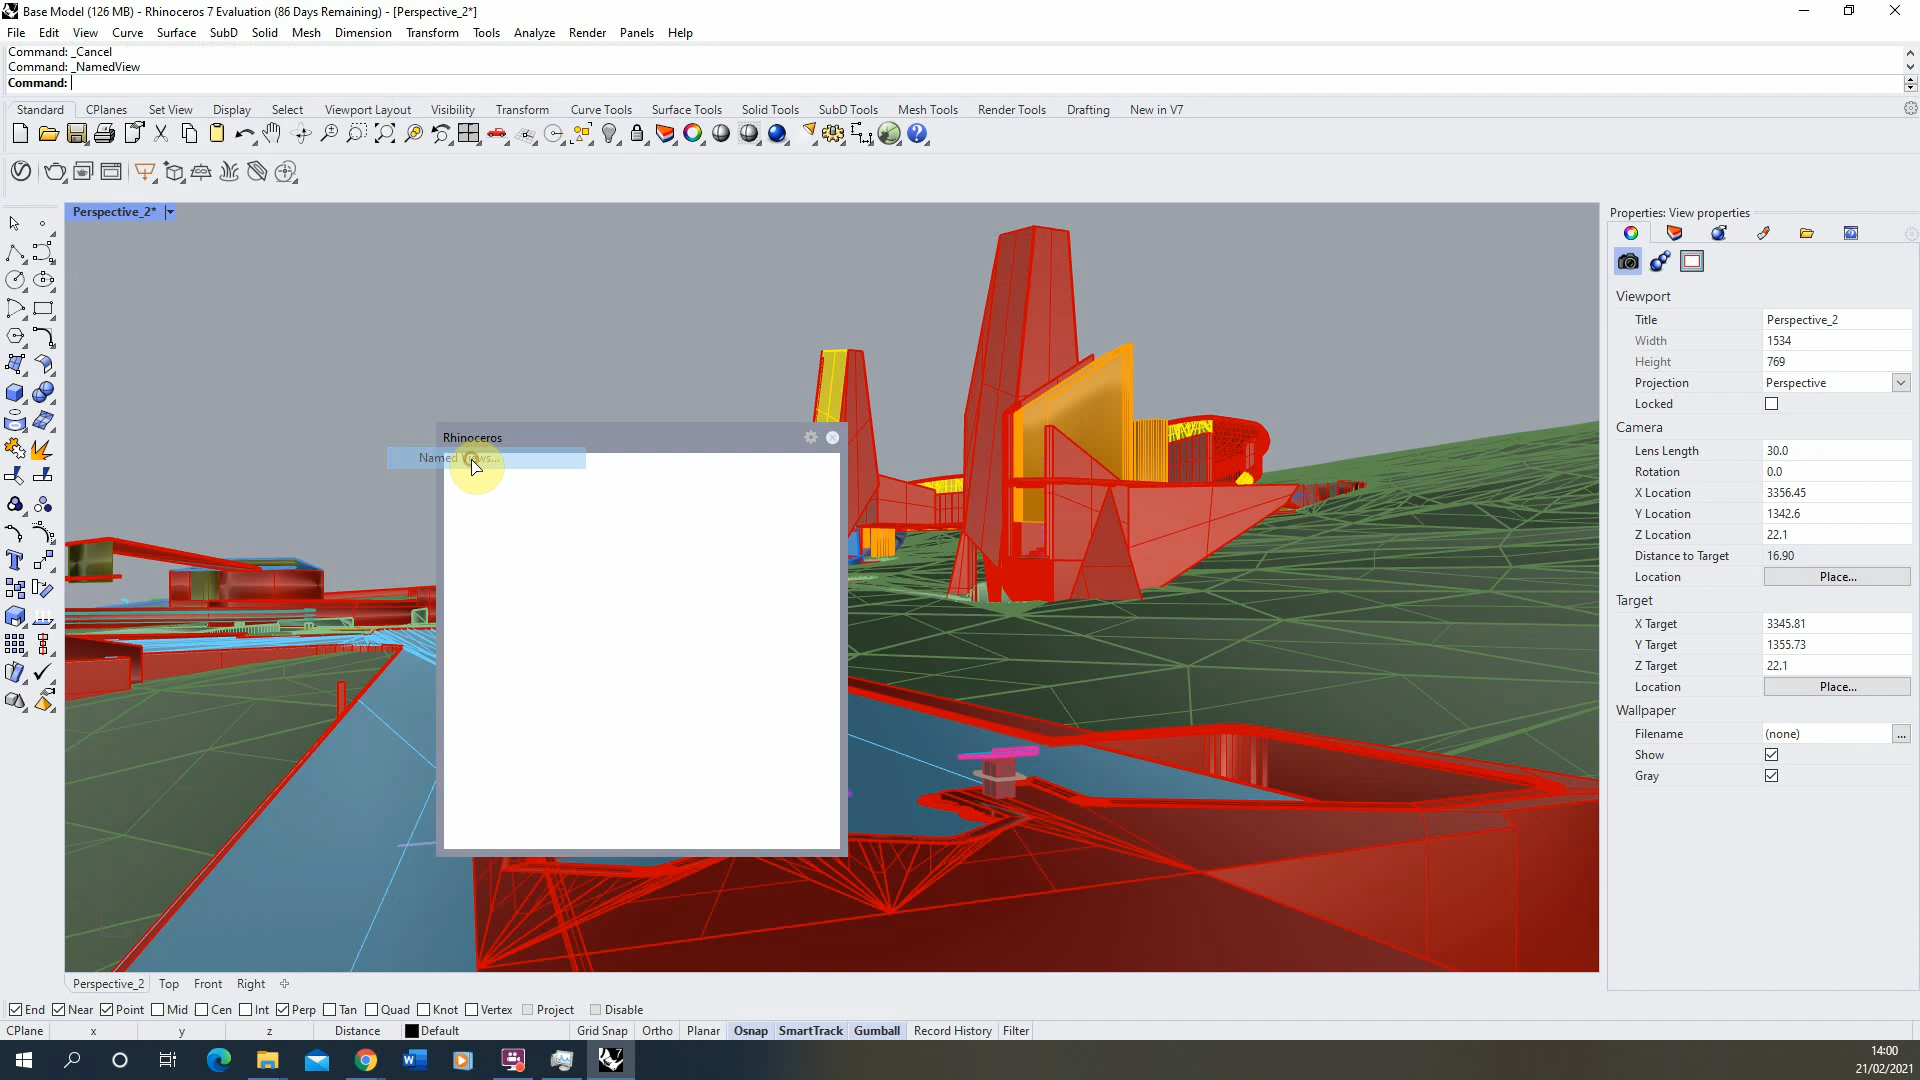 Base Model (126 MB) - Rhinoceros 7 Evaluation (86 Days Remaining) - [Perspective_2*]
File Edit View Curve Surface SubD Solid Mesh Dimension Transform Tools Analyze Render Panels Help
Command: _Cancel
Command: _NamedView
Command:
Standard CPlanes Set View Display Select Viewport Layout Visibility Transform Curve Tools Surface Tools Solid Tools SubD Tools Mesh Tools Render Tools Drafting New in V7
Perspective_2*
Rhinoceros
Named Views...
Properties: View properties
Viewport
Title Perspective_2
Width 1534
Height 769
Projection Perspective
Locked
Camera
Lens Length 30.0
Rotation 0.0
X Location 3356.45
Y Location 1342.6
Z Location 22.1
Distance to Target 16.90
Location Place...
Target
X Target 3345.81
Y Target 1355.73
Z Target 22.1
Location Place...
Wallpaper
Filename (none) ...
Show
Gray
Perspective_2 Top Front Right
End Near Point Mid Cen Int Perp Tan Quad Knot Vertex Project Disable
CPlane x y z Distance Default Grid Snap Ortho Planar Osnap SmartTrack Gumball Record History Filter
14:00
21/02/2021